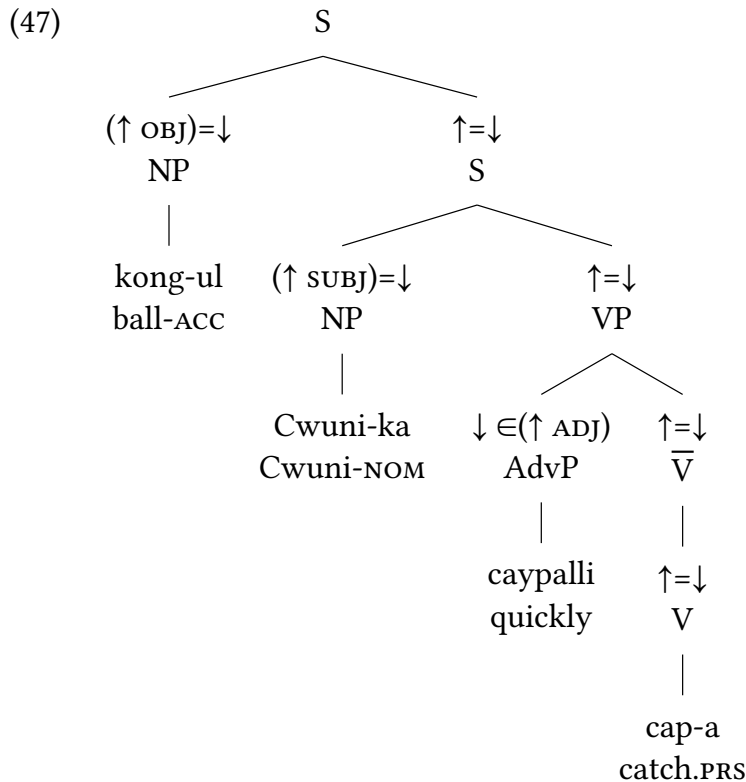 (47)
S
(↑ OBJ)=↓ ↑=↓
NP S
kong-ul (↑ SUBJ)=↓ ↑=↓
ball-ACC NP VP
Cwuni-ka ↓ ∈(↑ ADJ) ↑=↓
Cwuni-NOM AdvP V̅
caypalli ↑=↓
quickly V
cap-a
catch.PRS